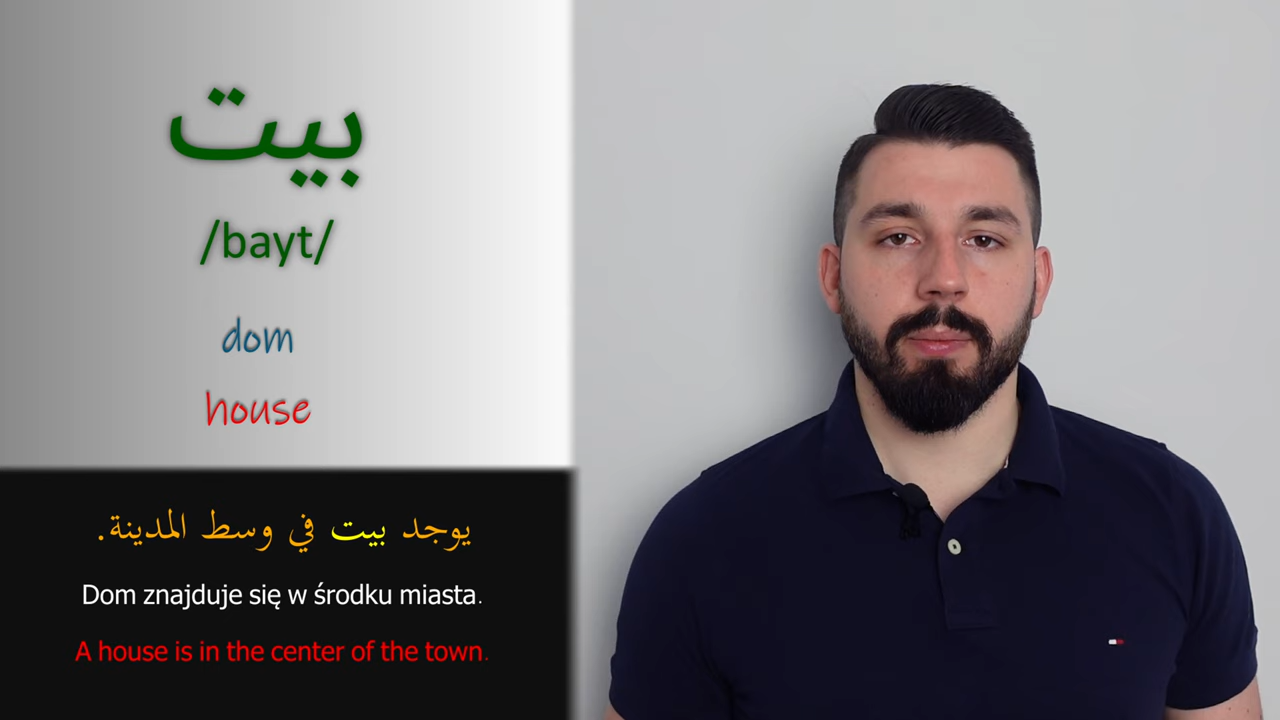 بيت
/bayt/
dom
house
يوجد بيت في وسط المدينة.
Dom znajduje się w środku miasta.
A house is in the center of the town.